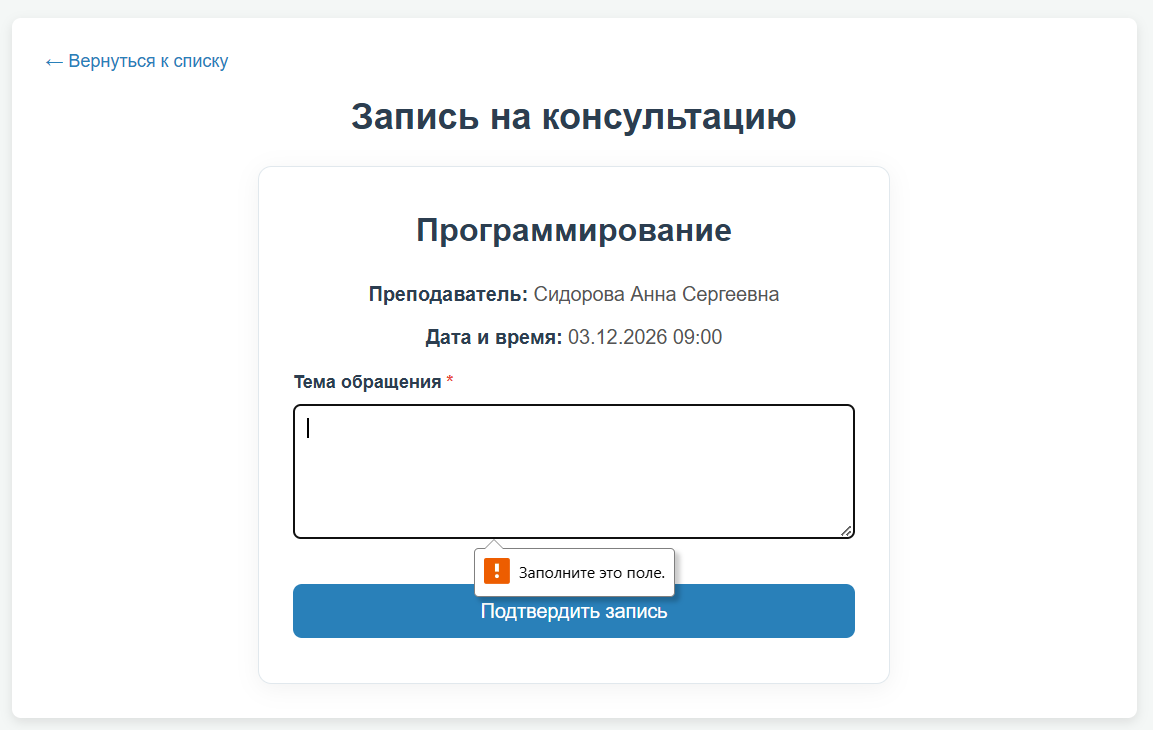 ← Вернуться к списку
Запись на консультацию
Программирование
Преподаватель: Сидорова Анна Сергеевна
Дата и время: 03.12.2026 09:00
Тема обращения *
! Заполните это поле.
Подтвердить запись